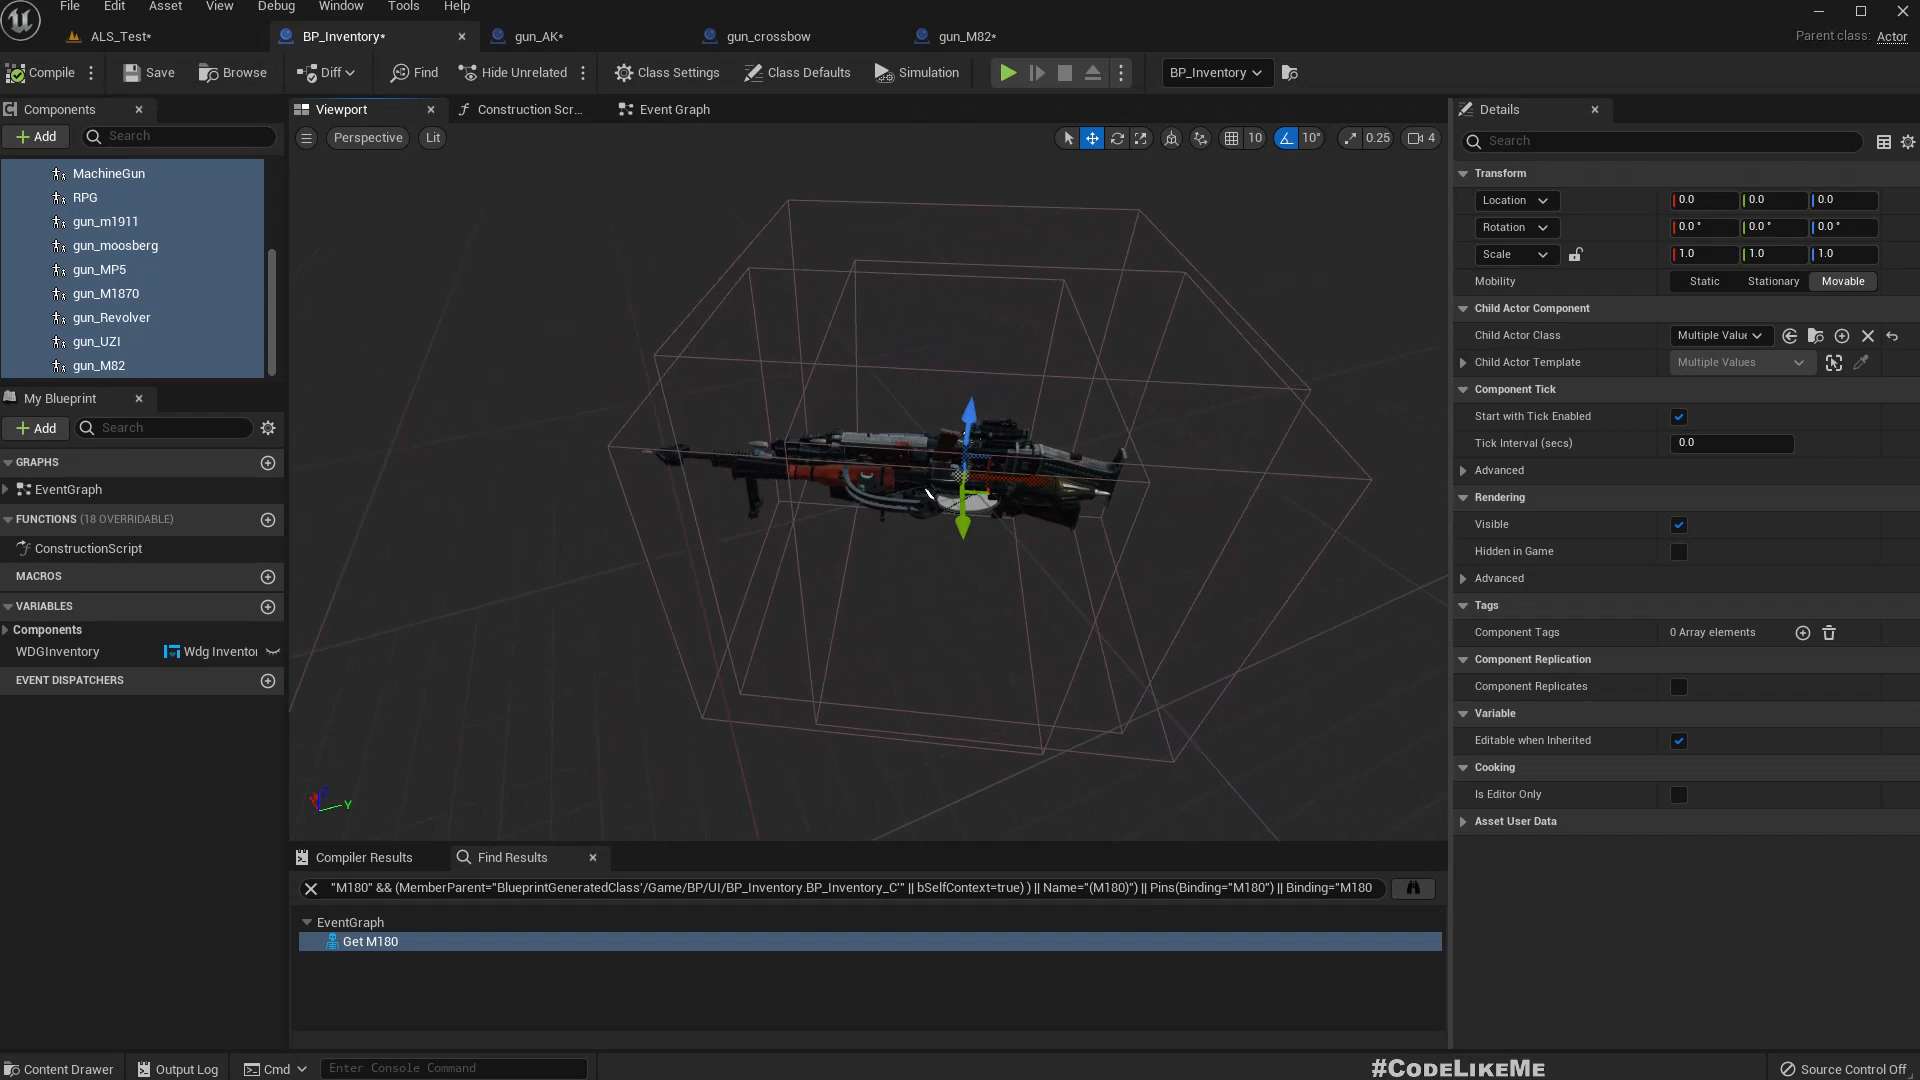 File Edit Asset View Debug Window Tools Help
ALS_Test* BP_Inventory* gun_AK* gun_crossbow gun_M82* Parent class: Actor
Compile Save Browse Diff Find Hide Unrelated Class Settings Class Defaults Simulation BP_Inventory
Components Viewport Construction Scr... Event Graph Details
Add Search Perspective Lit 10 10° 0.25 4 Search
MachineGun
RPG
gun_m1911
gun_moosberg
gun_MP5
gun_M1870
gun_Revolver
gun_UZI
gun_M82
My Blueprint
Add Search
GRAPHS
EventGraph
FUNCTIONS (18 OVERRIDABLE)
ConstructionScript
MACROS
VARIABLES
Components
WDGInventory Wdg Inventor
EVENT DISPATCHERS
Y
Transform
Location 0.0 0.0 0.0
Rotation 0.0 ° 0.0 ° 0.0 °
Scale 1.0 1.0 1.0
Mobility Static Stationary Movable
Child Actor Component
Child Actor Class Multiple Value
Child Actor Template Multiple Values
Component Tick
Start with Tick Enabled
Tick Interval (secs) 0.0
Advanced
Rendering
Visible
Hidden in Game
Advanced
Tags
Component Tags 0 Array elements
Component Replication
Component Replicates
Variable
Editable when Inherited
Cooking
Is Editor Only
Asset User Data
Compiler Results Find Results
"M180" && (MemberParent="BlueprintGeneratedClass'/Game/BP/UI/BP_Inventory.BP_Inventory_C'" || bSelfContext=true) ) || Name="(M180)") || Pins(Binding="M180") || Binding="M180
EventGraph
Get M180
Content Drawer Output Log Cmd Enter Console Command #CODELIKEME Source Control Off